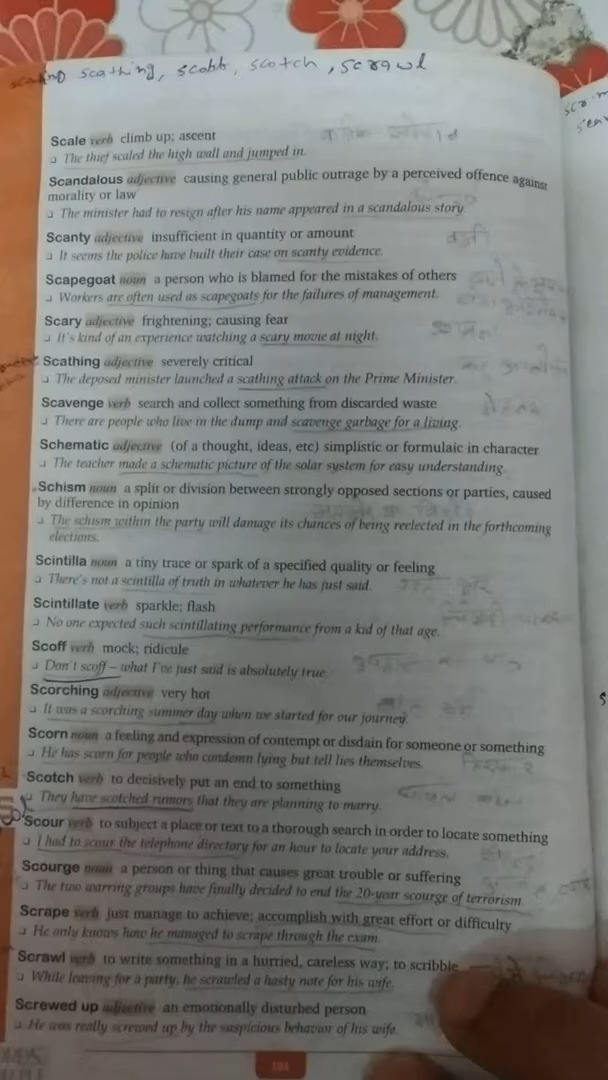 scathing, scobb, scotch, scrawl
Scale verb climb up; ascent
❏ The thief scaled the high wall and jumped in.
Scandalous adjective causing general public outrage by a perceived offence against
morality or law
❏ The minister had to resign after his name appeared in a scandalous story.
Scanty adjective insufficient in quantity or amount
❏ It seems the police have built their case on scanty evidence.
Scapegoat noun a person who is blamed for the mistakes of others
❏ Workers are often used as scapegoats for the failures of management.
Scary adjective frightening; causing fear
❏ It's kind of an experience watching a scary movie at night.
Scathing adjective severely critical
❏ The deposed minister launched a scathing attack on the Prime Minister.
Scavenge verb search and collect something from discarded waste
❏ There are people who live in the dump and scavenge garbage for a living.
Schematic adjective (of a thought, ideas, etc) simplistic or formulaic in character
❏ The teacher made a schematic picture of the solar system for easy understanding.
Schism noun a split or division between strongly opposed sections or parties, caused
by difference in opinion
❏ The schism within the party will damage its chances of being reelected in the forthcoming
elections.
Scintilla noun a tiny trace or spark of a specified quality or feeling
❏ There's not a scintilla of truth in whatever he has just said.
Scintillate verb sparkle; flash
❏ No one expected such scintillating performance from a kid of that age.
Scoff verb mock; ridicule
❏ Don't scoff – what I've just said is absolutely true.
Scorching adjective very hot
❏ It was a scorching summer day when we started for our journey.
Scorn noun a feeling and expression of contempt or disdain for someone or something
❏ He has scorn for people who condemn lying but tell lies themselves.
Scotch verb to decisively put an end to something
❏ They have scotched rumors that they are planning to marry.
Scour verb to subject a place or text to a thorough search in order to locate something
❏ I had to scour the telephone directory for an hour to locate your address.
Scourge noun a person or thing that causes great trouble or suffering
❏ The two warring groups have finally decided to end the 20-year scourge of terrorism
Scrape verb just manage to achieve; accomplish with great effort or difficulty
❏ He only knows how he managed to scrape through the exam.
Scrawl verb to write something in a hurried, careless way; to scribble
❏ While leaving for a party, he scrawled a hasty note for his wife.
Screwed up adjective an emotionally disturbed person
❏ He was really screwed up by the suspicious behavior of his wife.
194